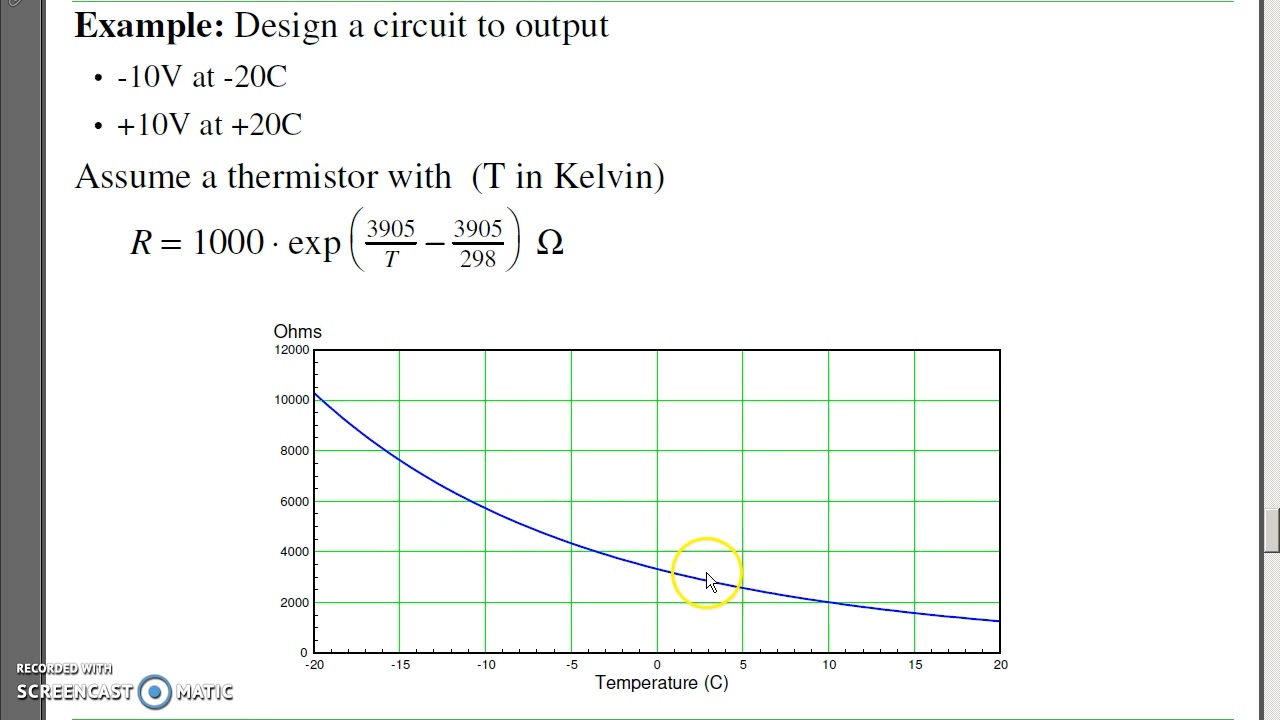 Example: Design a circuit to output
• -10V at -20C
• +10V at +20C
Assume a thermistor with (T in Kelvin)
R = 1000 · exp(3905/T − 3905/298) Ω
Ohms
12000
10000
8000
6000
4000
2000
0
-20 -15 -10 -5 0 5 10 15 20
Temperature (C)
RECORDED WITH
SCREENCAST MATIC